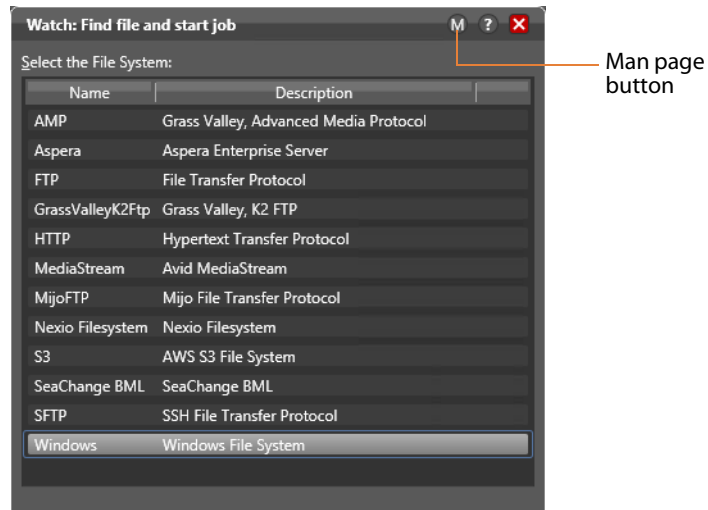 Watch: Find file and start job M ?
Select the File System:
Name Description
AMP Grass Valley, Advanced Media Protocol
Aspera Aspera Enterprise Server
FTP File Transfer Protocol
GrassValleyK2Ftp Grass Valley, K2 FTP
HTTP Hypertext Transfer Protocol
MediaStream Avid MediaStream
MijoFTP Mijo File Transfer Protocol
Nexio Filesystem Nexio Filesystem
S3 AWS S3 File System
SeaChange BML SeaChange BML
SFTP SSH File Transfer Protocol
Windows Windows File System
Man page
button